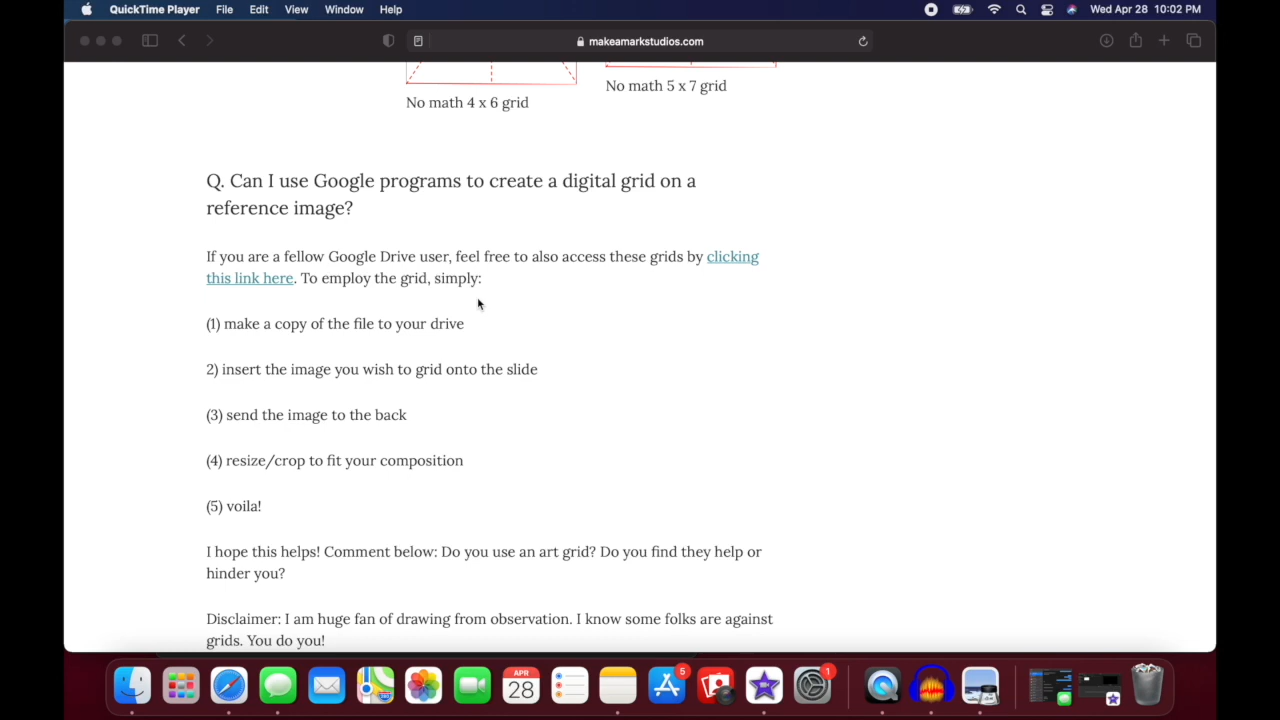 QuickTime Player File Edit View Window Help Wed Apr 28 10:02 PM
makeamarkstudios.com
No math 4 x 6 grid
No math 5 x 7 grid
Q. Can I use Google programs to create a digital grid on a
reference image?
If you are a fellow Google Drive user, feel free to also access these grids by clicking
this link here. To employ the grid, simply:
(1) make a copy of the file to your drive
2) insert the image you wish to grid onto the slide
(3) send the image to the back
(4) resize/crop to fit your composition
(5) voila!
I hope this helps! Comment below: Do you use an art grid? Do you find they help or
hinder you?
Disclaimer: I am huge fan of drawing from observation. I know some folks are against
grids. You do you!
APR
28
5
1